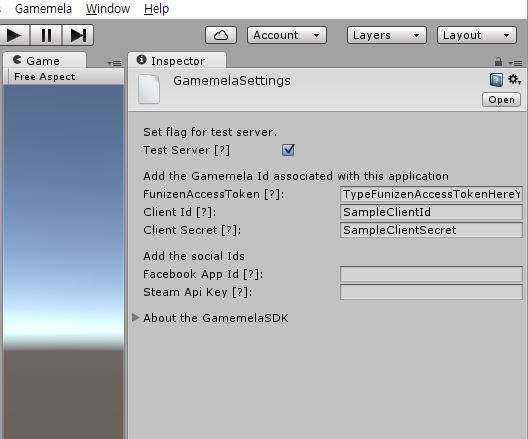 Gamemela Window Help
Account Layers Layout
Game Inspector
Free Aspect
GamemelaSettings
Open
Set flag for test server.
Test Server [?]
Add the Gamemela Id associated with this application
FunizenAccessToken [?]: TypeFunizenAccessTokenHereY
Client Id [?]: SampleClientId
Client Secret [?]: SampleClientSecret
Add the social Ids
Facebook App Id [?]:
Steam Api Key [?]:
About the GamemelaSDK